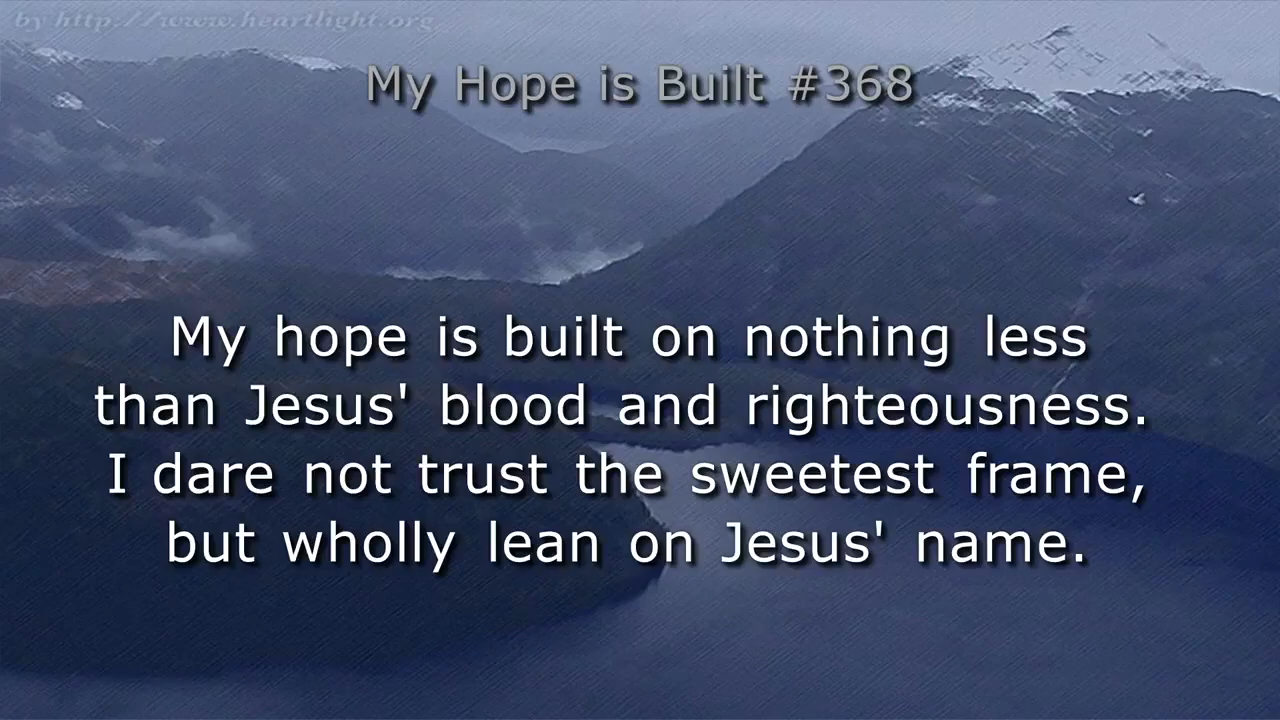 by http://www.heartlight.org
My Hope is Built #368
My hope is built on nothing less
than Jesus' blood and righteousness.
I dare not trust the sweetest frame,
but wholly lean on Jesus' name.